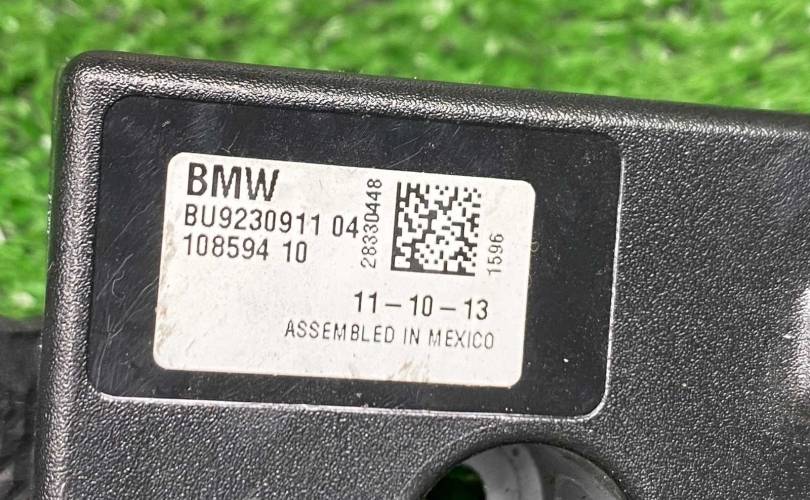 BMW
BU9230911 04
108594 10
28330448
1596
11-10-13
ASSEMBLED IN MEXICO